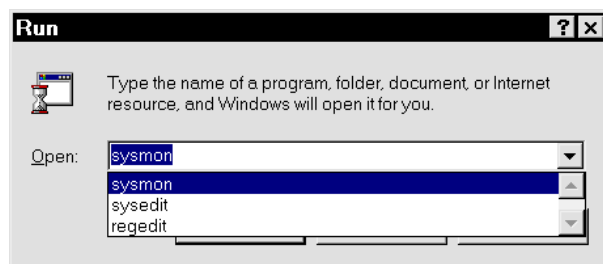 Run
Type the name of a program, folder, document, or Internet
resource, and Windows will open it for you.
Open: sysmon
sysmon
sysedit
regedit